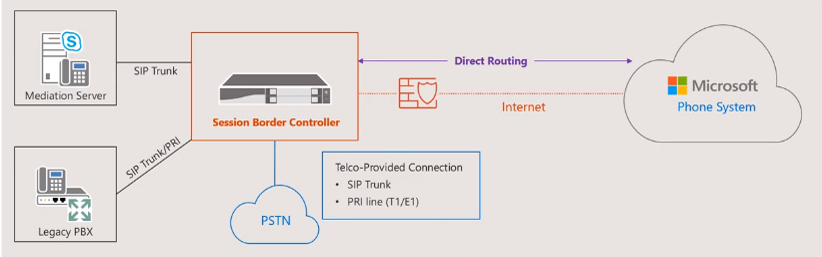 Mediation Server
SIP Trunk
Session Border Controller
Direct Routing
Internet
Microsoft
Phone System
Legacy PBX
SIP Trunk/PRI
PSTN
Telco-Provided Connection
• SIP Trunk
• PRI line (T1/E1)